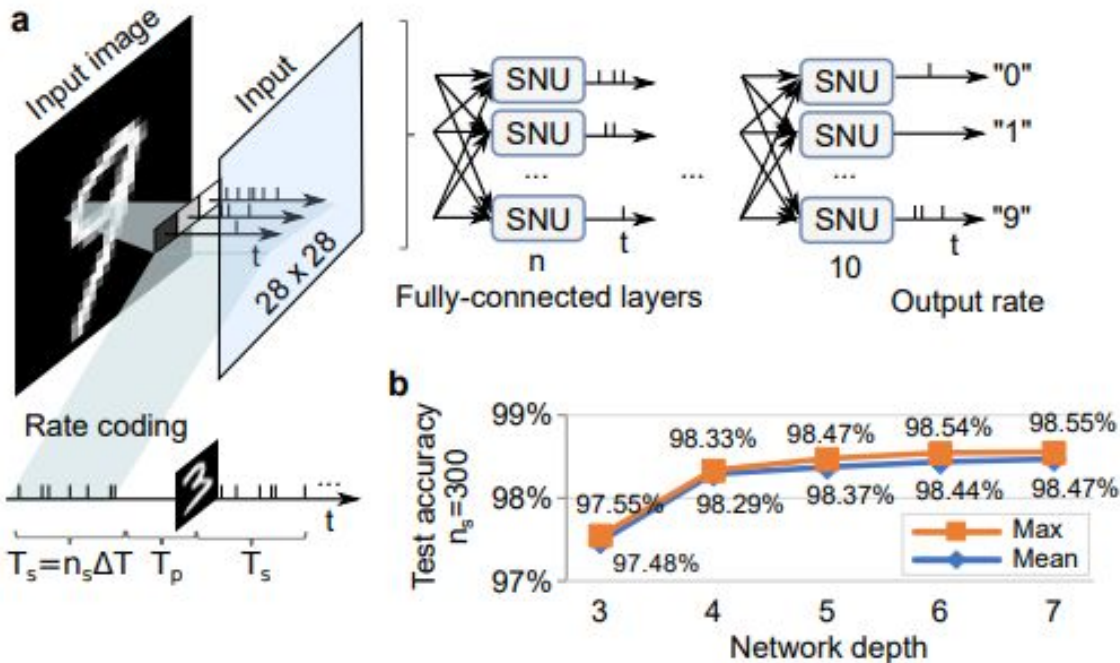 a
Input image
Input
28 x 28
t
SNU
SNU
...
SNU
n
t
...
SNU
SNU
...
SNU
10
t
"0"
"1"
"9"
Fully-connected layers
Output rate
Rate coding
3
...
t
Tₛ=nₛΔT
Tₚ
Tₛ
b
Test accuracy
nₛ=300
99%
98%
97%
97.55%
98.33%
98.47%
98.54%
98.55%
97.48%
98.29%
98.37%
98.44%
98.47%
Max
Mean
3 4 5 6 7
Network depth